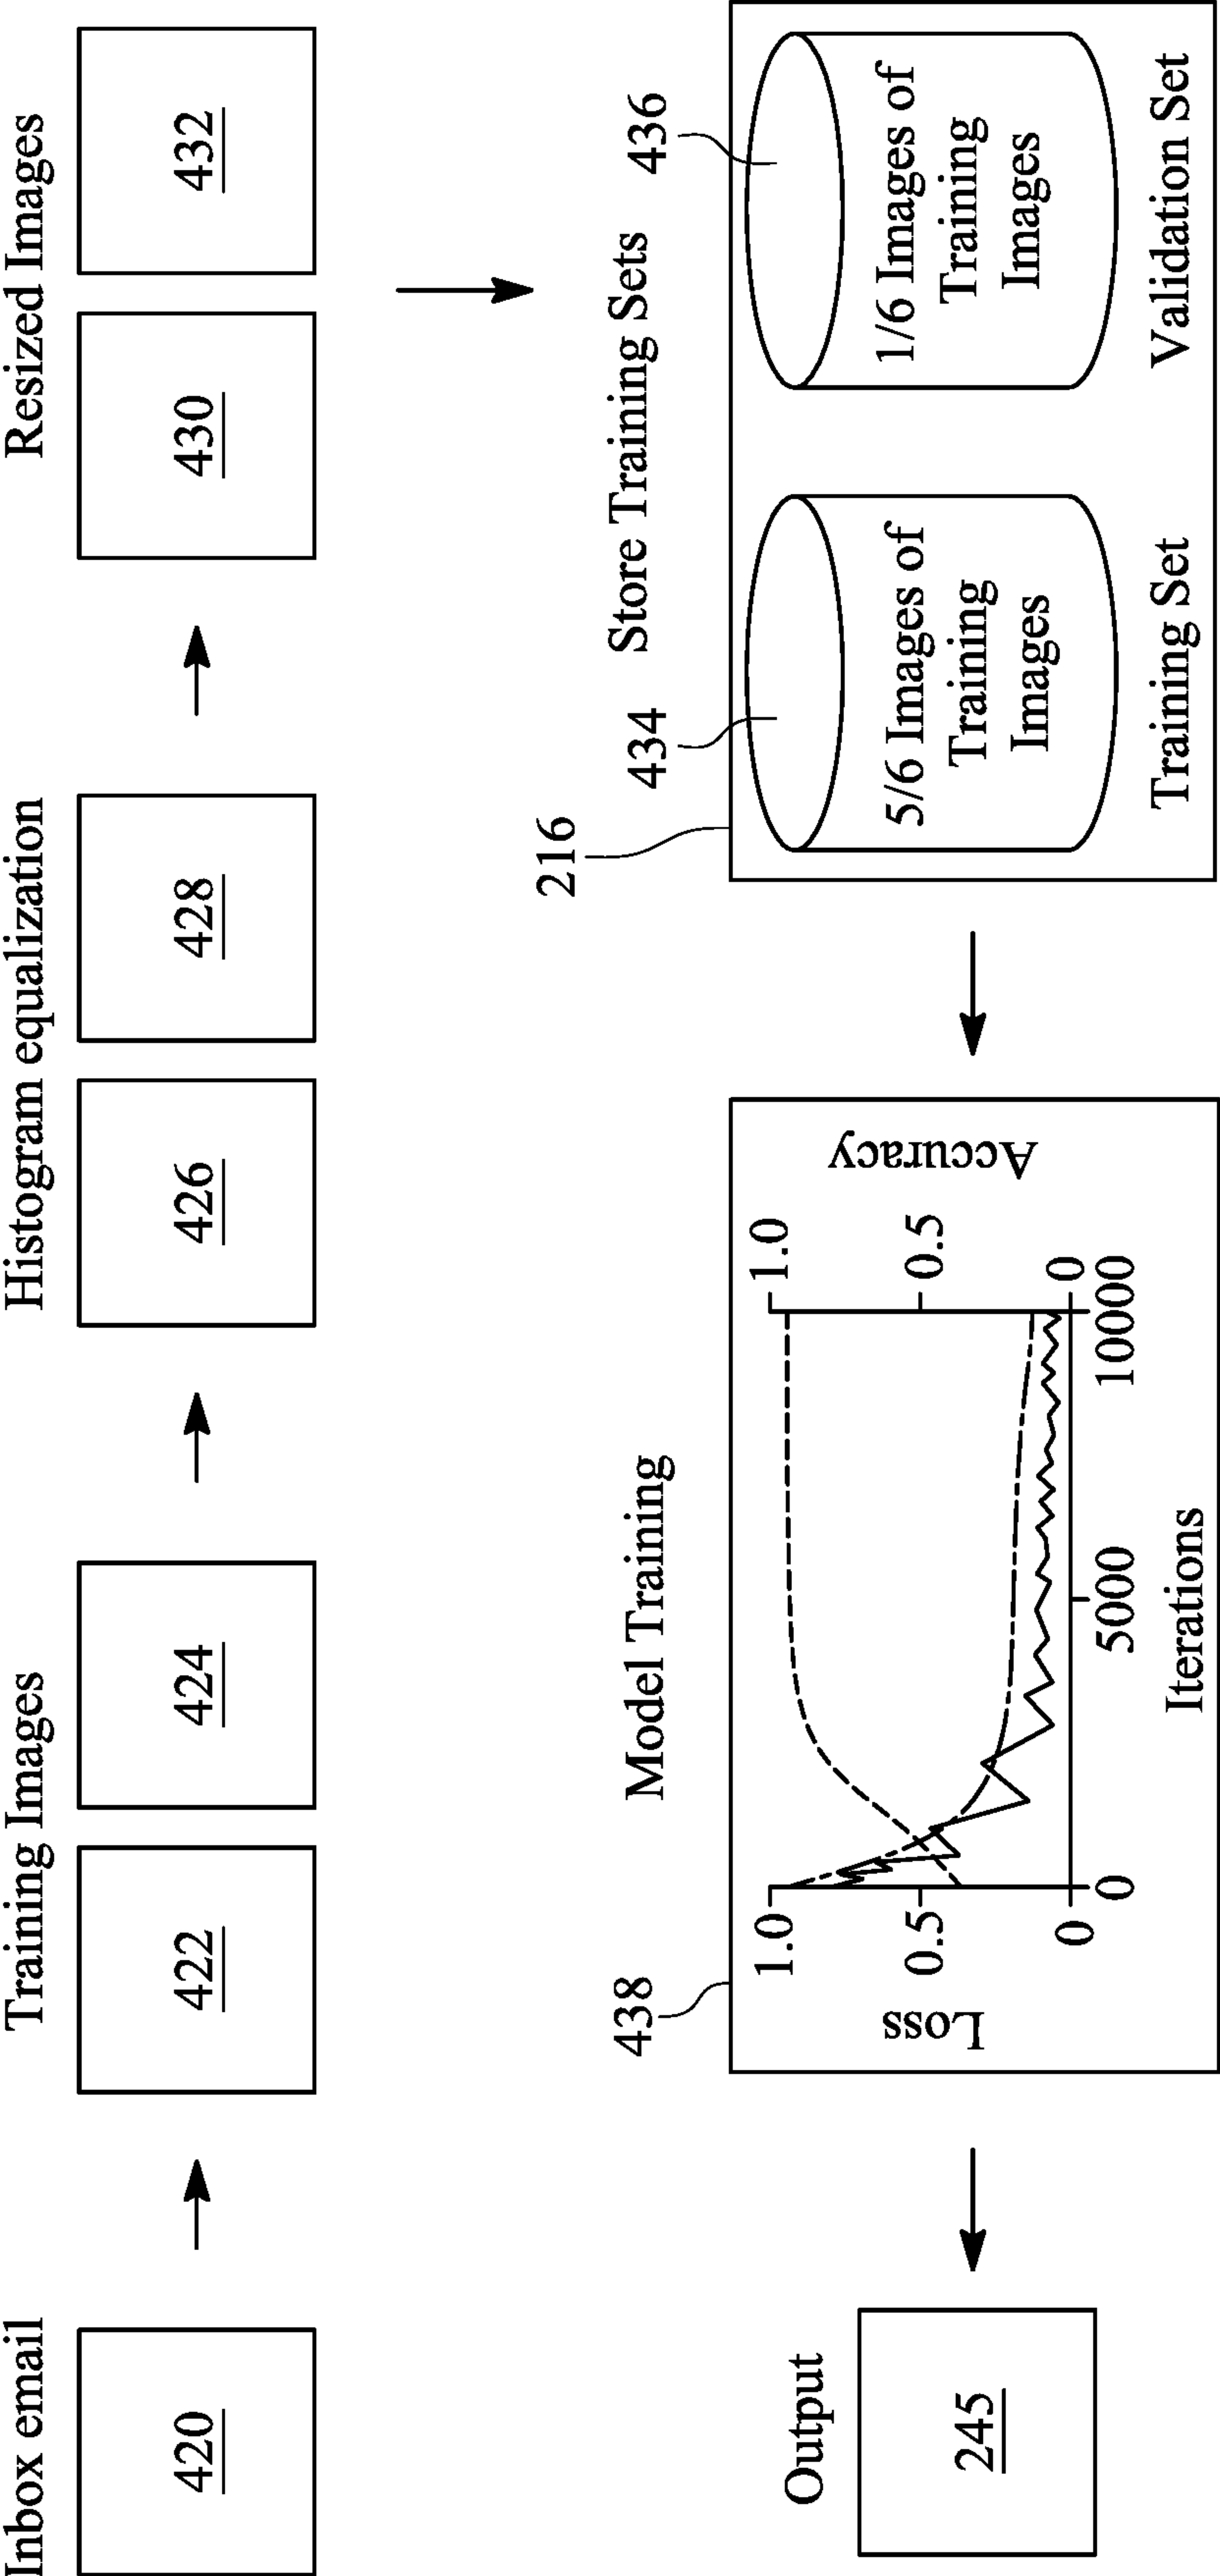 Inbox email
420
Training Images
422
424
Histogram equalization
426
428
Resized Images
430
432
Store Training Sets
216
434
436
5/6 Images of
Training
Images
Training Set
1/6 Images of
Training
Images
Validation Set
Model Training
438
Loss
1.0
0.5
0
Accuracy
1.0
0.5
0
0
5000
10000
Iterations
Output
245